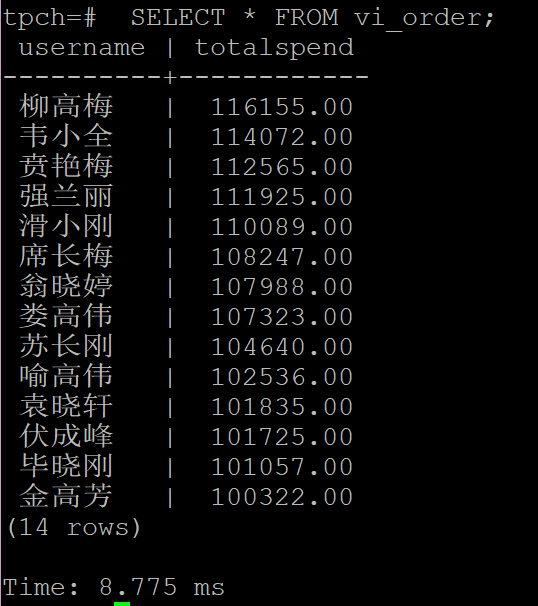 tpch=#  SELECT * FROM vi_order;
 username | totalspend
----------+------------
 柳高梅   |  116155.00
 韦小全   |  114072.00
 贲艳梅   |  112565.00
 强兰丽   |  111925.00
 滑小刚   |  110089.00
 席长梅   |  108247.00
 翁晓婷   |  107988.00
 娄高伟   |  107323.00
 苏长刚   |  104640.00
 喻高伟   |  102536.00
 袁晓轩   |  101835.00
 伏成峰   |  101725.00
 毕晓刚   |  101057.00
 金高芳   |  100322.00
(14 rows)

Time: 8.775 ms